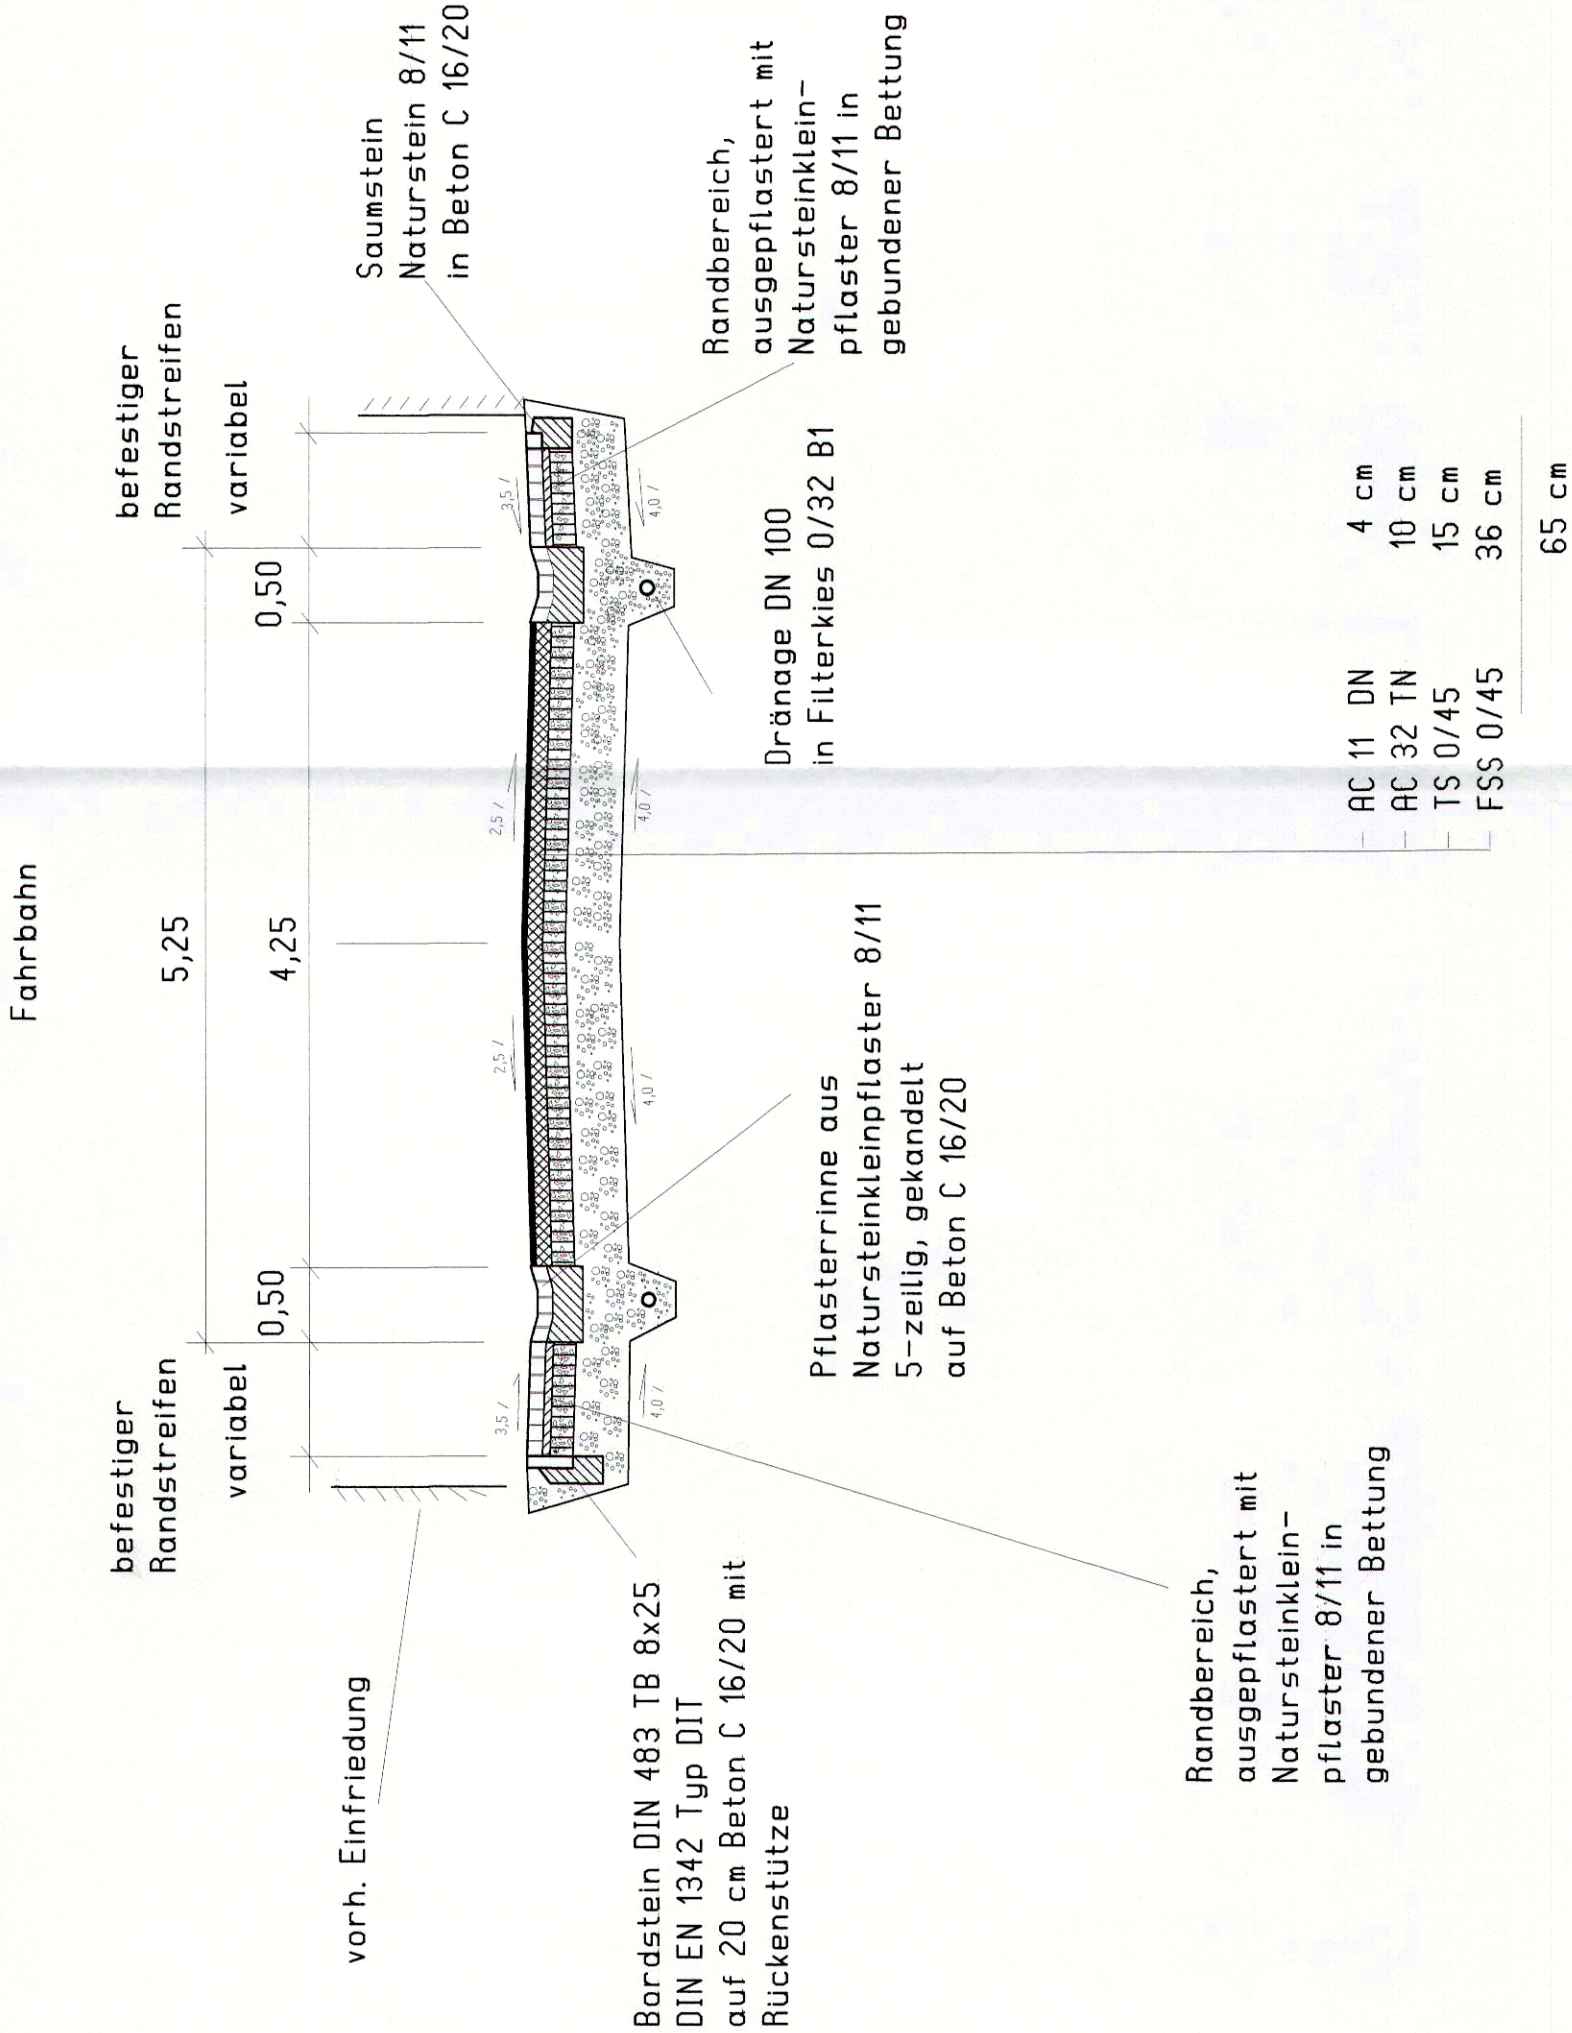 Fahrbahn
befestiger
Randstreifen
befestiger
Randstreifen
5,25
variabel
0,50
4,25
0,50
variabel
vorh. Einfriedung
Saumstein
Naturstein 8/11
in Beton C 16/20
3,5 /
2,5 /
2,5 /
3,5 /
4,0 /
4,0 /
4,0 /
4,0 /
Bordstein DIN 483 TB 8x25
DIN EN 1342 Typ DIT
auf 20 cm Beton C 16/20 mit
Rückenstütze
Pflasterrinne aus
Natursteinkleinpflaster 8/11
5-zeilig, gekandelt
auf Beton C 16/20
Dränage DN 100
in Filterkies 0/32 B1
Randbereich,
ausgepflastert mit
Natursteinklein-
pflaster 8/11 in
gebundener Bettung
Randbereich,
ausgepflastert mit
Natursteinklein-
pflaster 8/11 in
gebundener Bettung
AC 11 DN 4 cm
AC 32 TN 10 cm
TS 0/45 15 cm
FSS 0/45 36 cm
65 cm